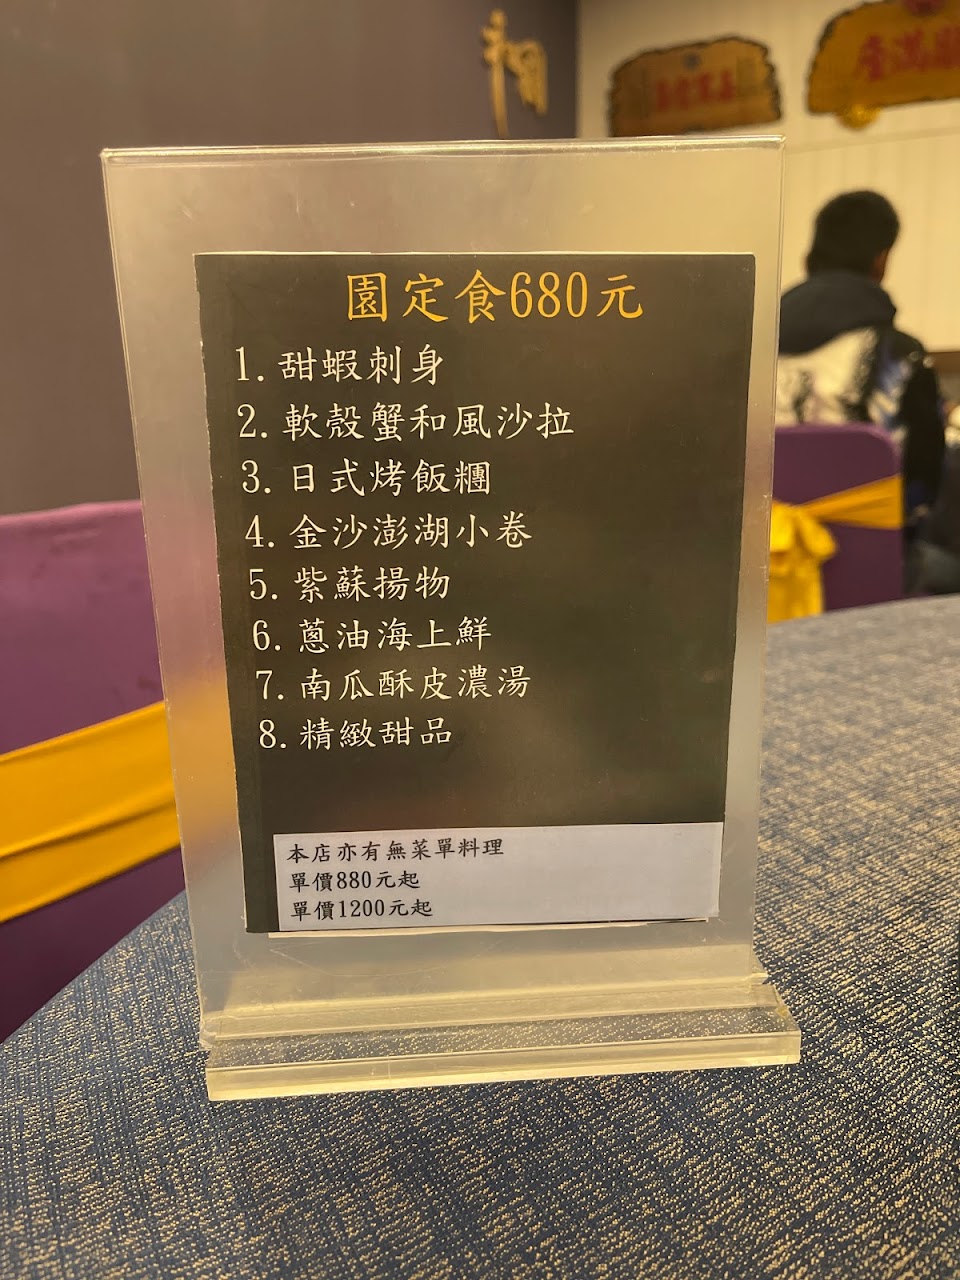 園定食680元
1.甜蝦刺身
2.軟殼蟹和風沙拉
3.日式烤飯糰
4.金沙澎湖小卷
5.紫蘇揚物
6.蔥油海上鮮
7.南瓜酥皮濃湯
8.精緻甜品
本店亦有無菜單料理
單價880元起
單價1200元起